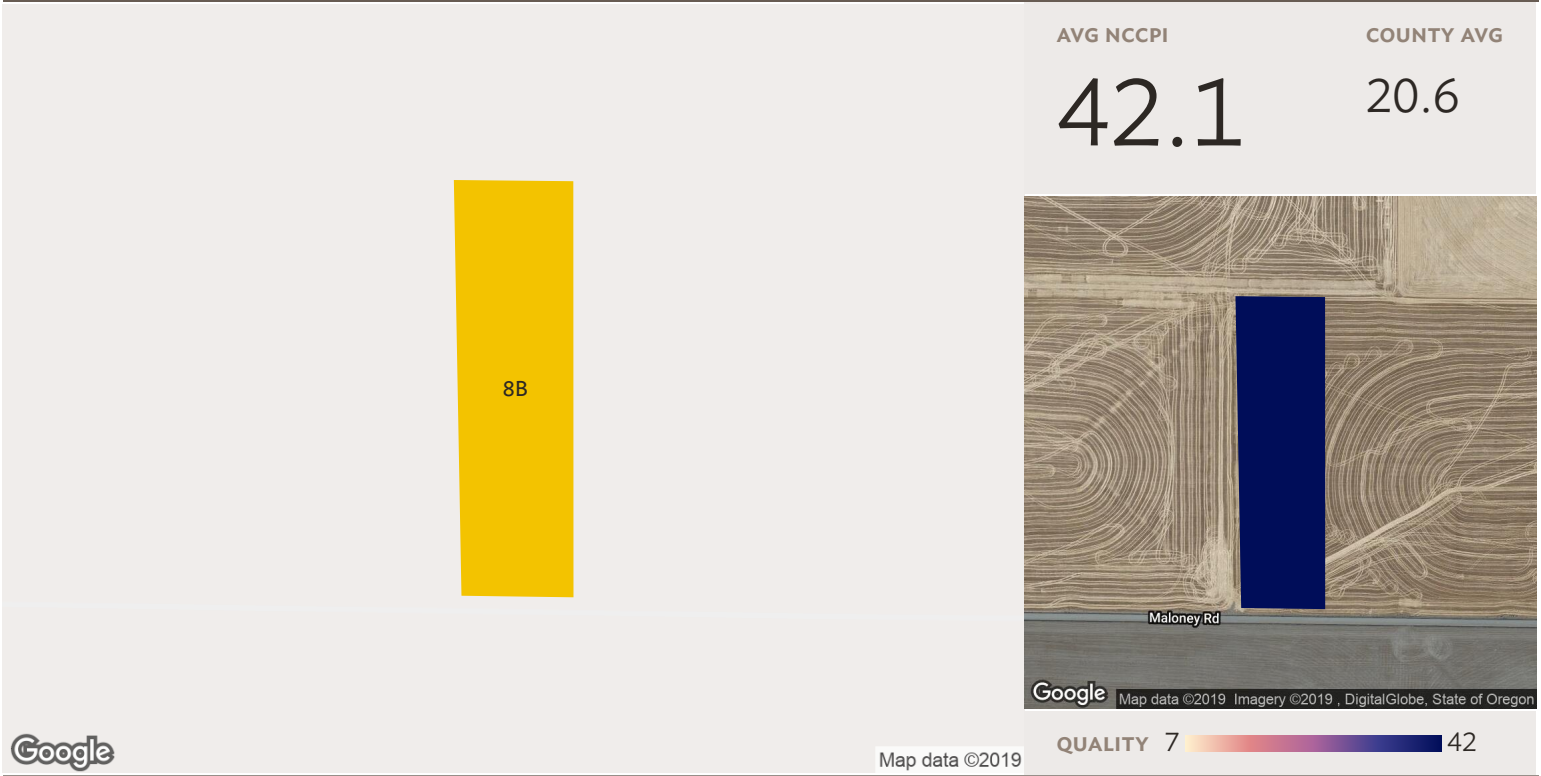 AVG NCCPI
COUNTY AVG
42.1
20.6
8B
Maloney Rd
Google
Map data ©2019 Imagery ©2019 , DigitalGlobe, State of Oregon
Google
Map data ©2019
QUALITY 7 42